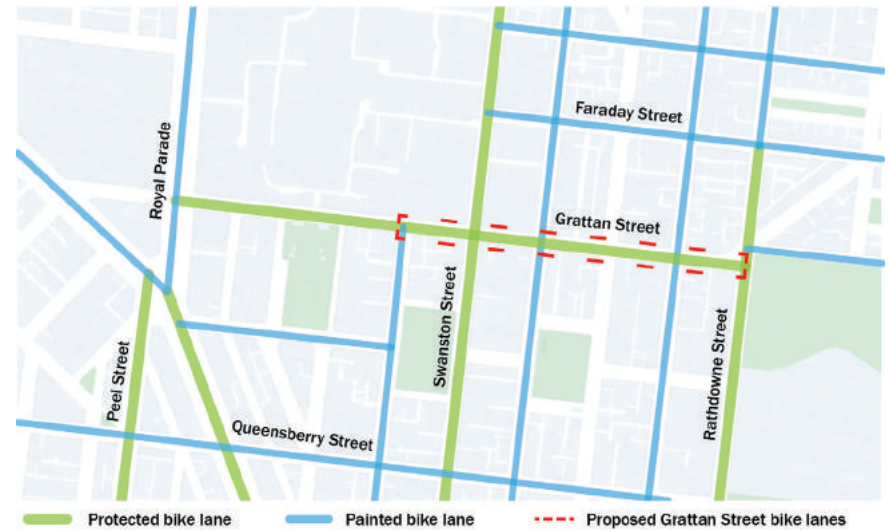 Faraday Street
Royal Parade
Grattan Street
Swanston Street
Rathdowne Street
Peel Street
Queensberry Street
Protected bike lane
Painted bike lane
Proposed Grattan Street bike lanes